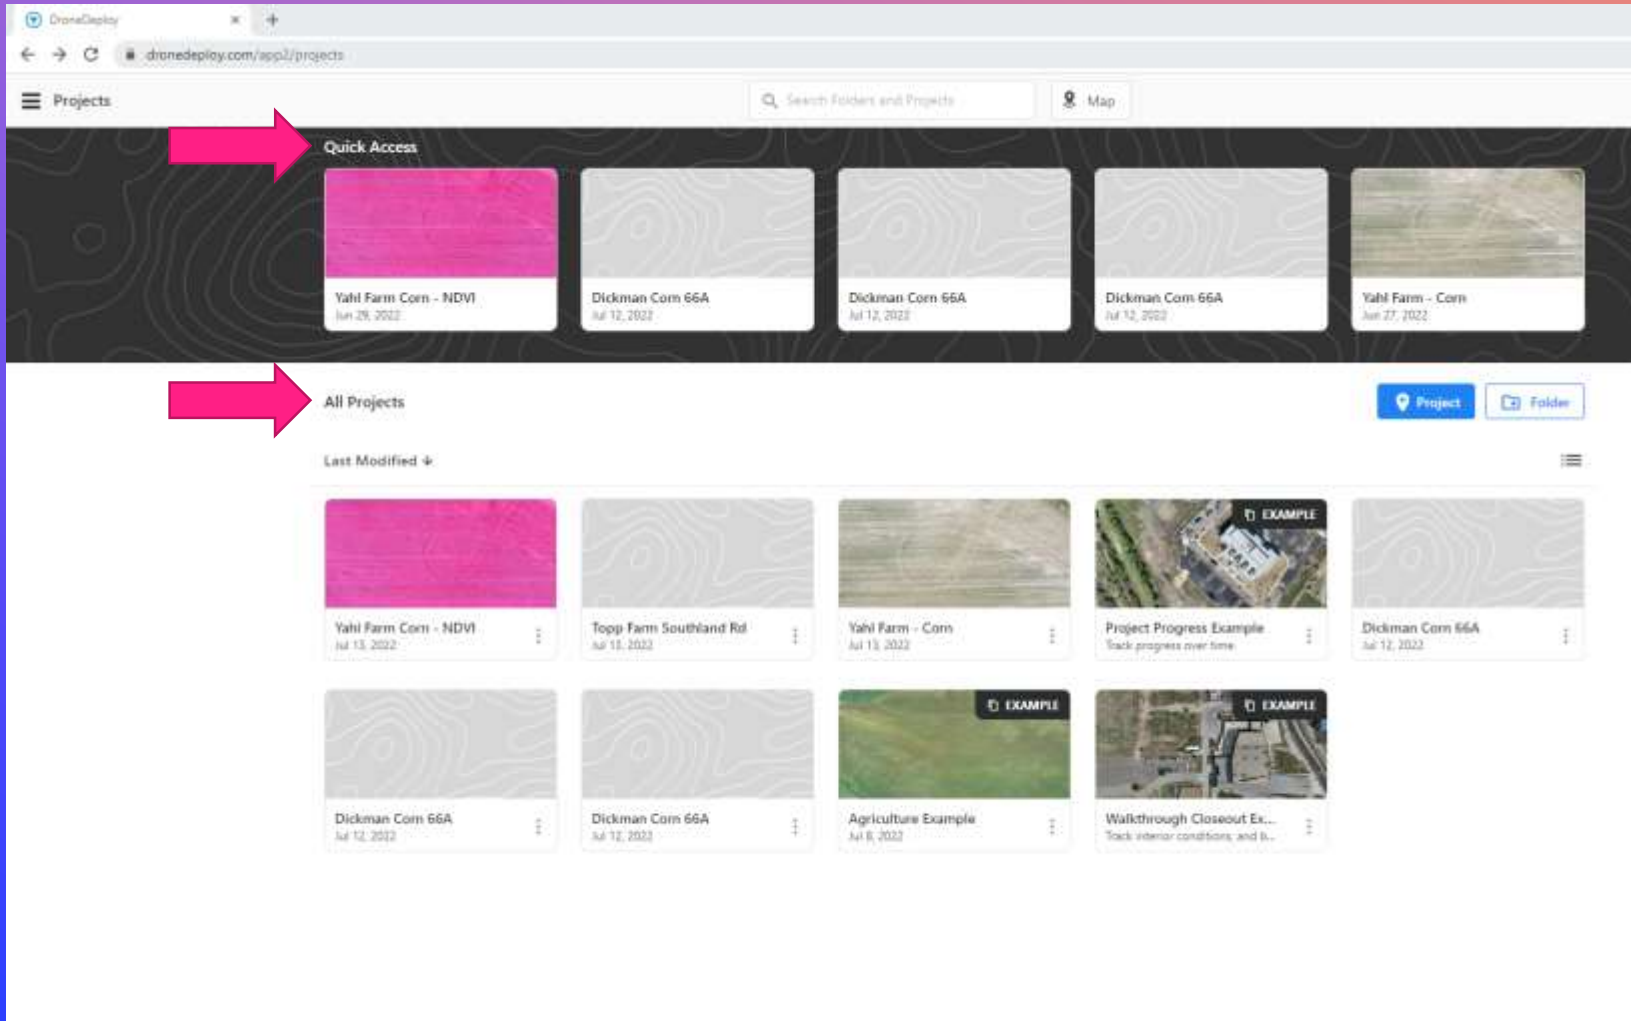 DroneDeploy
dronedeploy.com/app2/projects
Projects
Search Folders and Projects
Map
Quick Access
Yahl Farm Corn - NDVI
Jun 29, 2022
Dickman Corn 66A
Jul 12, 2022
Dickman Corn 66A
Jul 12, 2022
Dickman Corn 66A
Jul 12, 2022
Yahl Farm - Corn
Jun 27, 2022
All Projects
Project
Folder
Last Modified
Yahl Farm Corn - NDVI
Jul 13, 2022
Topp Farm Southland Rd
Jul 13, 2022
Yahl Farm - Corn
Jul 13, 2022
EXAMPLE
Project Progress Example
Track progress over time
Dickman Corn 66A
Jul 12, 2022
Dickman Corn 66A
Jul 12, 2022
Dickman Corn 66A
Jul 12, 2022
EXAMPLE
Agriculture Example
Jul 8, 2022
EXAMPLE
Walkthrough Closeout Ex...
Track interior conditions, and b...